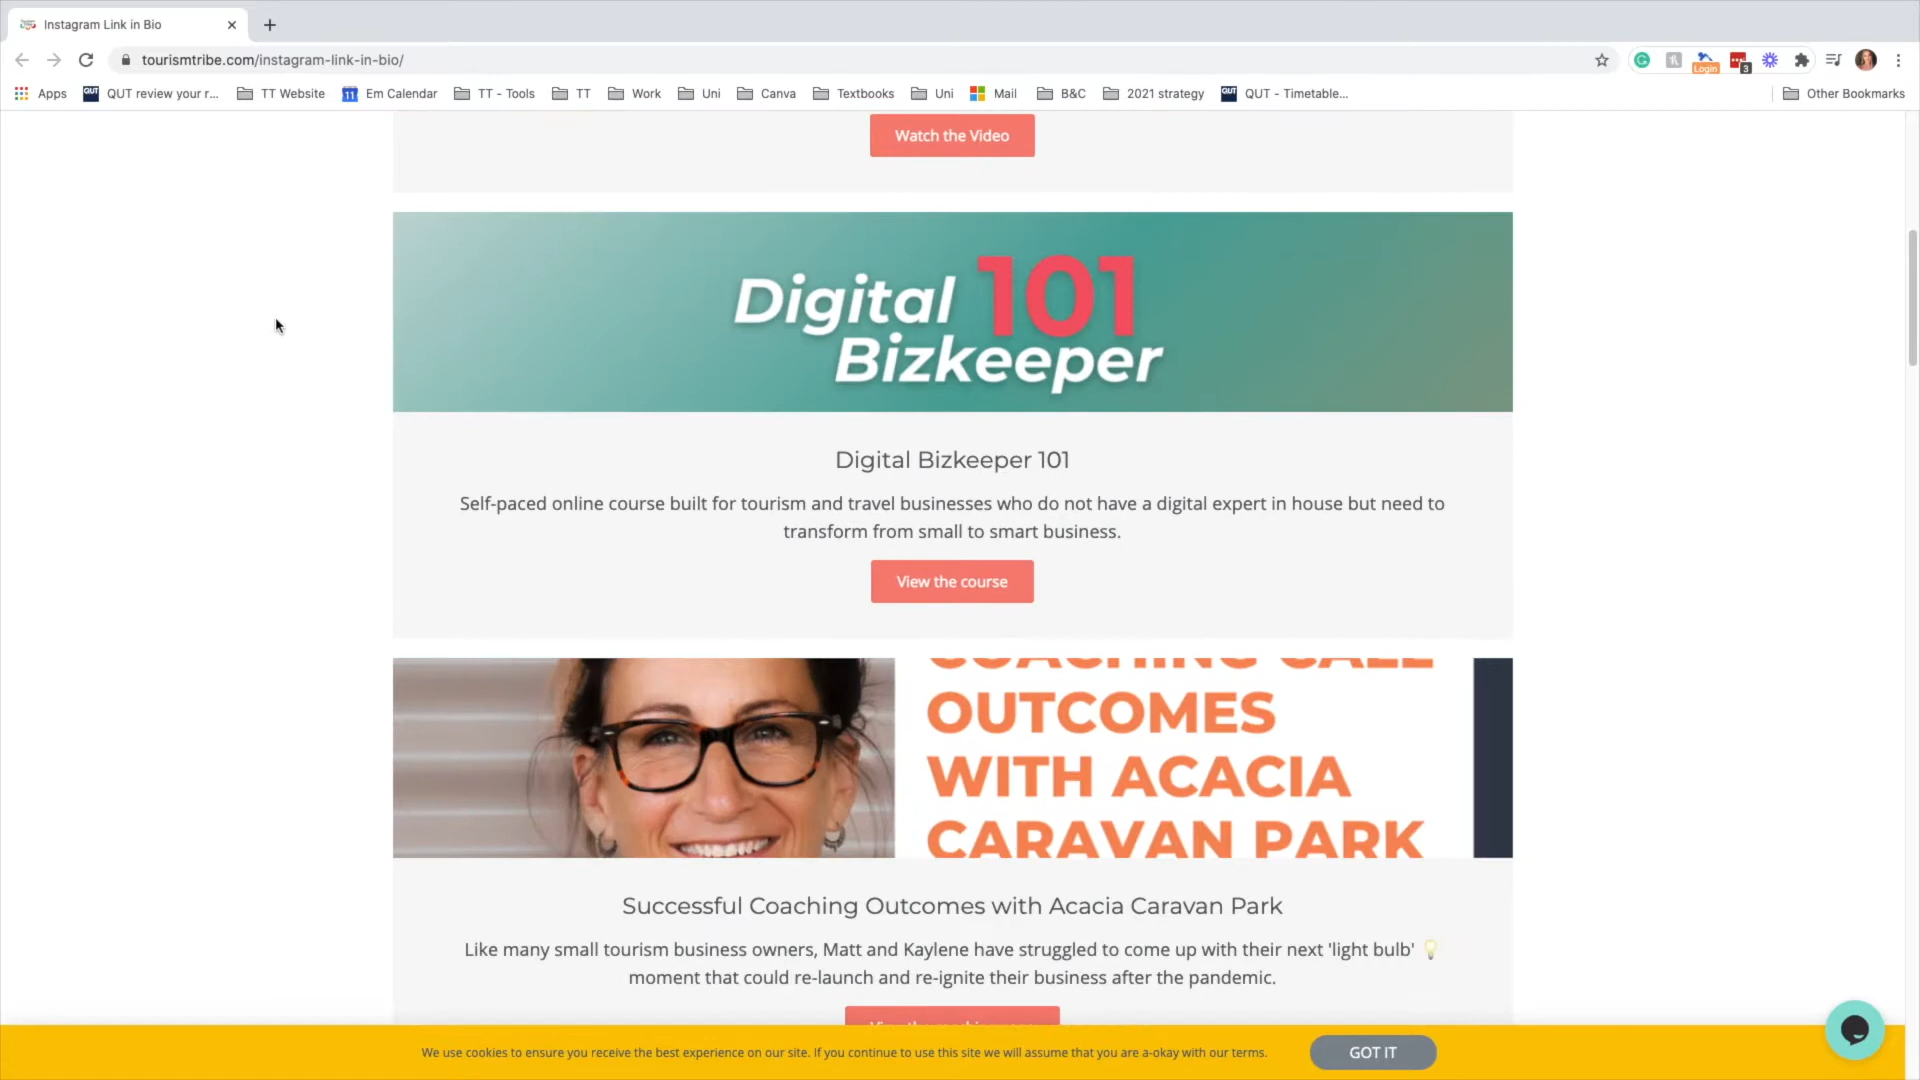 Instagram Link in Bio
tourismtribe.com/instagram-link-in-bio/
Login 3
Apps QUT QUT review your r... TT Website 11 Em Calendar TT - Tools TT Work Uni Canva Textbooks Uni Mail B&C 2021 strategy QUT QUT - Timetable... Other Bookmarks
Watch the Video
Digital 101
Bizkeeper
Digital Bizkeeper 101
Self-paced online course built for tourism and travel businesses who do not have a digital expert in house but need to
transform from small to smart business.
View the course
COACHING CALL
OUTCOMES
WITH ACACIA
CARAVAN PARK
Successful Coaching Outcomes with Acacia Caravan Park
Like many small tourism business owners, Matt and Kaylene have struggled to come up with their next 'light bulb' 💡
moment that could re-launch and re-ignite their business after the pandemic.
We use cookies to ensure you receive the best experience on our site. If you continue to use this site we will assume that you are a-okay with our terms.
GOT IT